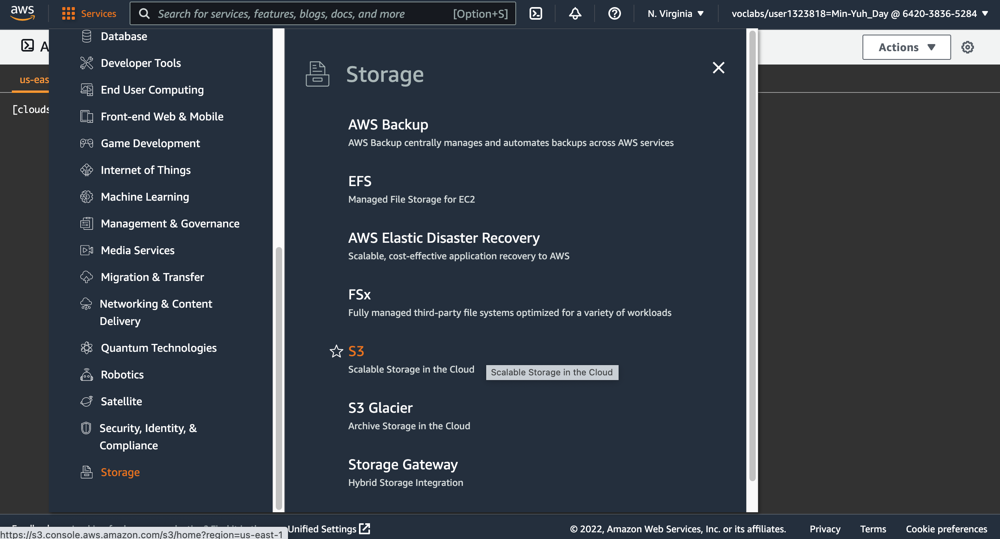 aws
Services
Search for services, features, blogs, docs, and more [Option+S]
N. Virginia
voclabs/user1323818=Min-Yuh_Day @ 6420-3836-5284
A
Actions
us-eas
[clouds
Database
Developer Tools
End User Computing
Front-end Web & Mobile
Game Development
Internet of Things
Machine Learning
Management & Governance
Media Services
Migration & Transfer
Networking & Content
Delivery
Quantum Technologies
Robotics
Satellite
Security, Identity, &
Compliance
Storage
Storage
AWS Backup
AWS Backup centrally manages and automates backups across AWS services
EFS
Managed File Storage for EC2
AWS Elastic Disaster Recovery
Scalable, cost-effective application recovery to AWS
FSx
Fully managed third-party file systems optimized for a variety of workloads
S3
Scalable Storage in the Cloud
Scalable Storage in the Cloud
S3 Glacier
Archive Storage in the Cloud
Storage Gateway
Hybrid Storage Integration
Unified Settings
© 2022, Amazon Web Services, Inc. or its affiliates.
Privacy
Terms
Cookie preferences
https://s3.console.aws.amazon.com/s3/home?region=us-east-1